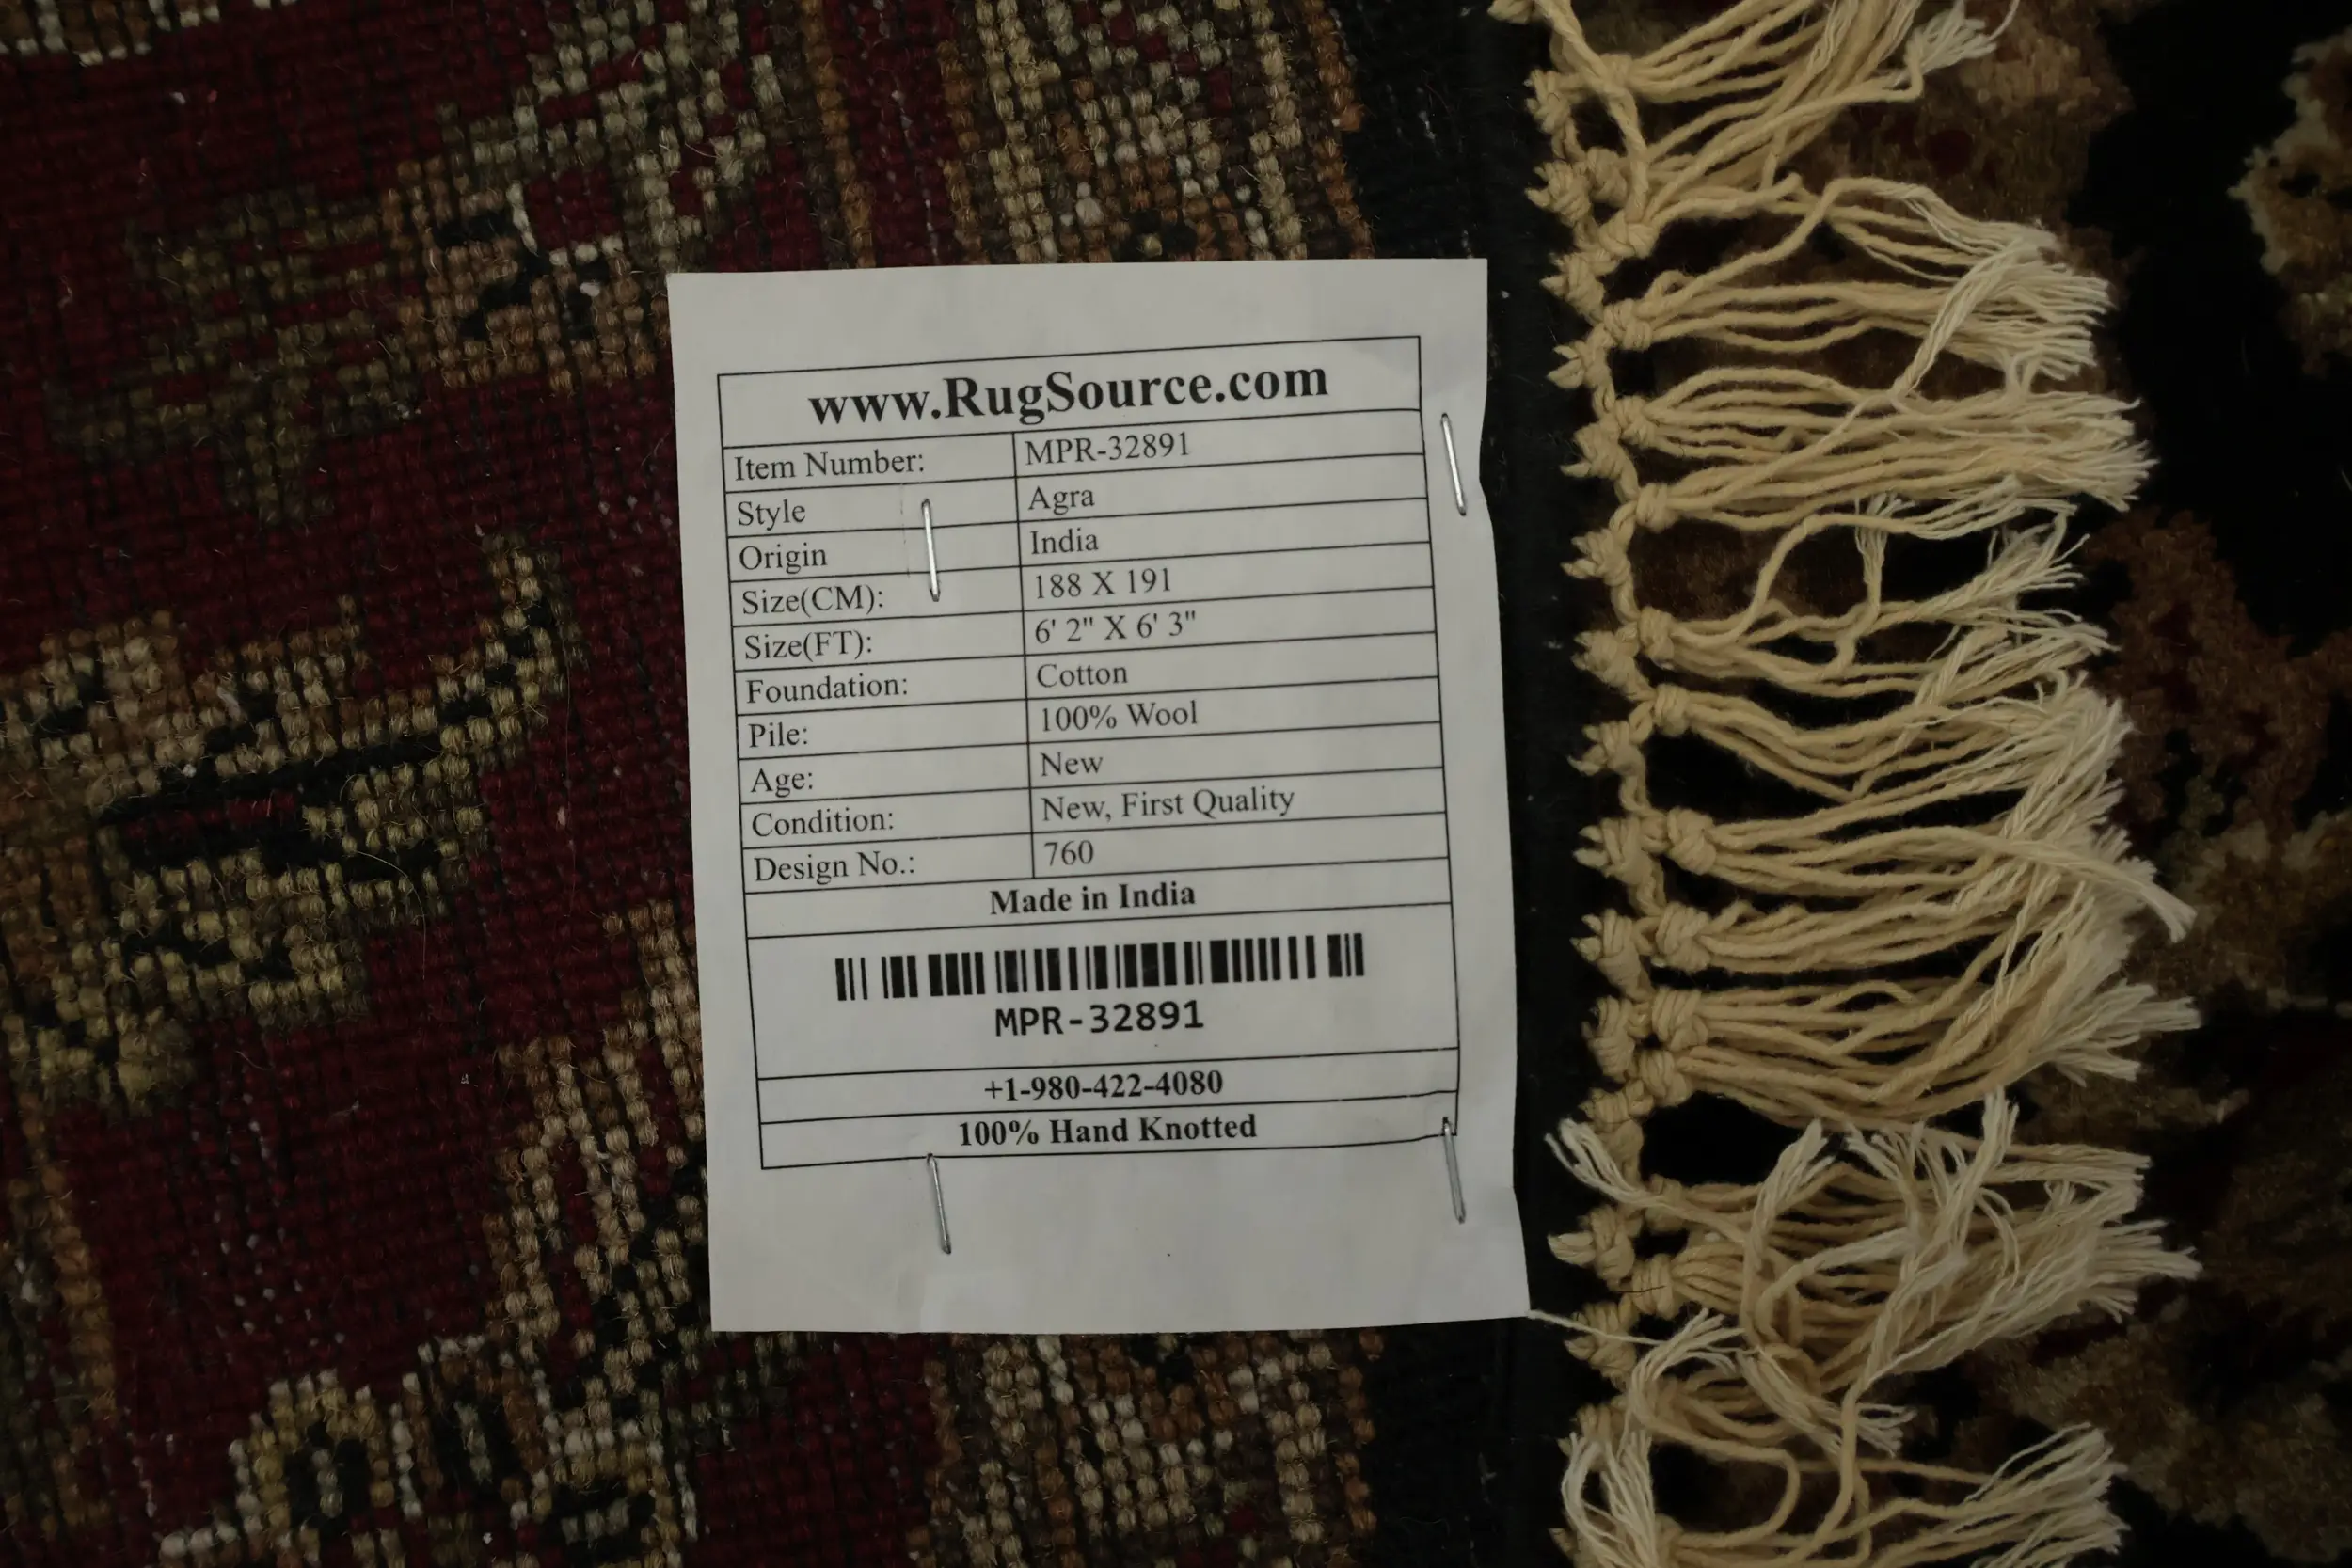 www.RugSource.com
Item Number: MPR-32891
Style Agra
Origin India
Size(CM): 188 X 191
Size(FT): 6' 2" X 6' 3"
Foundation: Cotton
Pile: 100% Wool
Age: New
Condition: New, First Quality
Design No.: 760
Made in India
MPR-32891
+1-980-422-4080
100% Hand Knotted